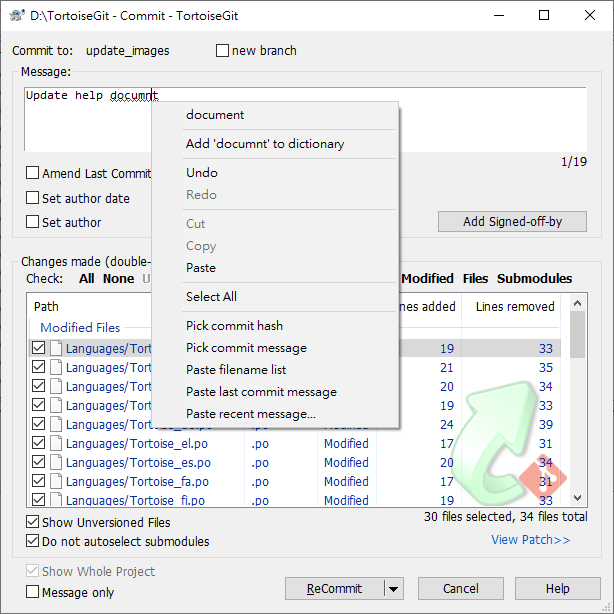 D:\TortoiseGit - Commit - TortoiseGit
Commit to: update_images new branch
Message:
Update help documnt
1/19
document
Add 'documnt' to dictionary
Undo
Redo
Cut
Copy
Paste
Select All
Pick commit hash
Pick commit message
Paste filename list
Paste last commit message
Paste recent message...
Amend Last Commit
Set author date
Set author
Add Signed-off-by
Changes made (double-
Check: All None U Modified Files Submodules
Path nes added Lines removed
Modified Files
Languages/Tort 19 33
Languages/Tort 21 35
Languages/Tort 20 34
Languages/Tort 19 33
24 39
Languages/Tortoise_el.po .po Modified 17 31
Languages/Tortoise_es.po .po Modified 20 34
Languages/Tortoise_fa.po .po Modified 17 31
Languages/Tortoise_fi.po .po Modified 19 33
Show Unversioned Files
30 files selected, 34 files total
Do not autoselect submodules
View Patch>>
Show Whole Project
Message only
ReCommit Cancel Help